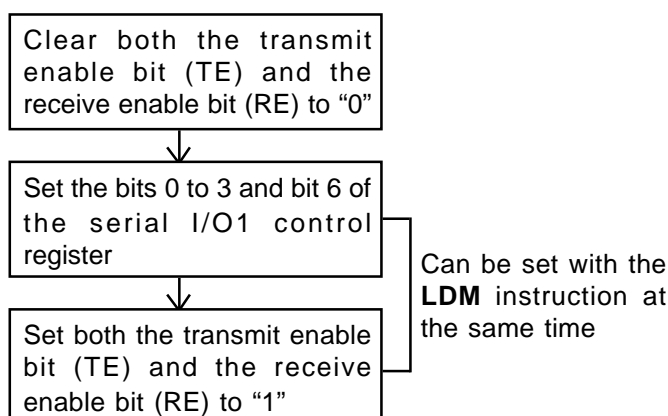 Clear both the transmit
enable bit (TE) and the
receive enable bit (RE) to “0”
Set the bits 0 to 3 and bit 6 of
the serial I/O1 control
register
Can be set with the
LDM instruction at
the same time
Set both the transmit enable
bit (TE) and the receive
enable bit (RE) to “1”